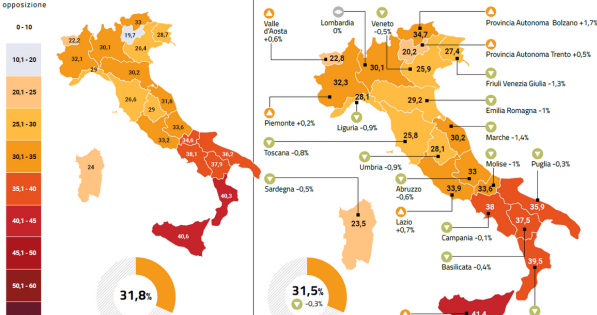 opposizione
0 - 10
10,1 - 20
20,1 - 25
25,1 - 30
30,1 - 35
35,1 - 40
40,1 - 45
45,1 - 50
50,1 - 60
33
19,7
28,7
22,2
30,1
26,4
32,1
29
30,2
26,6
29
31,8
33,6
33,2
34,6
38,1
36,2
37,9
24
40,3
40,6
31,8%
Valle
d'Aosta
+0,6%
Lombardia
0%
Veneto
-0,5%
Provincia Autonoma Bolzano +1,7%
Provincia Autonoma Trento +0,5%
Friuli Venezia Giulia -1,3%
Emilia Romagna -1%
Marche -1,4%
Molise -1%
Puglia -0,3%
Piemonte +0,2%
Liguria -0,9%
Toscana -0,8%
Umbria -0,9%
Sardegna -0,5%
Abruzzo
-0,6%
Lazio
+0,7%
Campania -0,1%
Basilicata -0,4%
34,7
20,2
27,4
22,8
30,1
25,9
32,3
28,1
29,2
25,8
28,1
30,2
33
33,9
33,6
38
35,9
37,5
23,5
39,5
41,4
31,5%
-0,3%